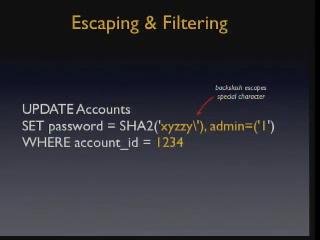 Escaping & Filtering
backslash escapes
special character
UPDATE Accounts
SET password = SHA2('xyzzy\'), admin=('1')
WHERE account_id = 1234